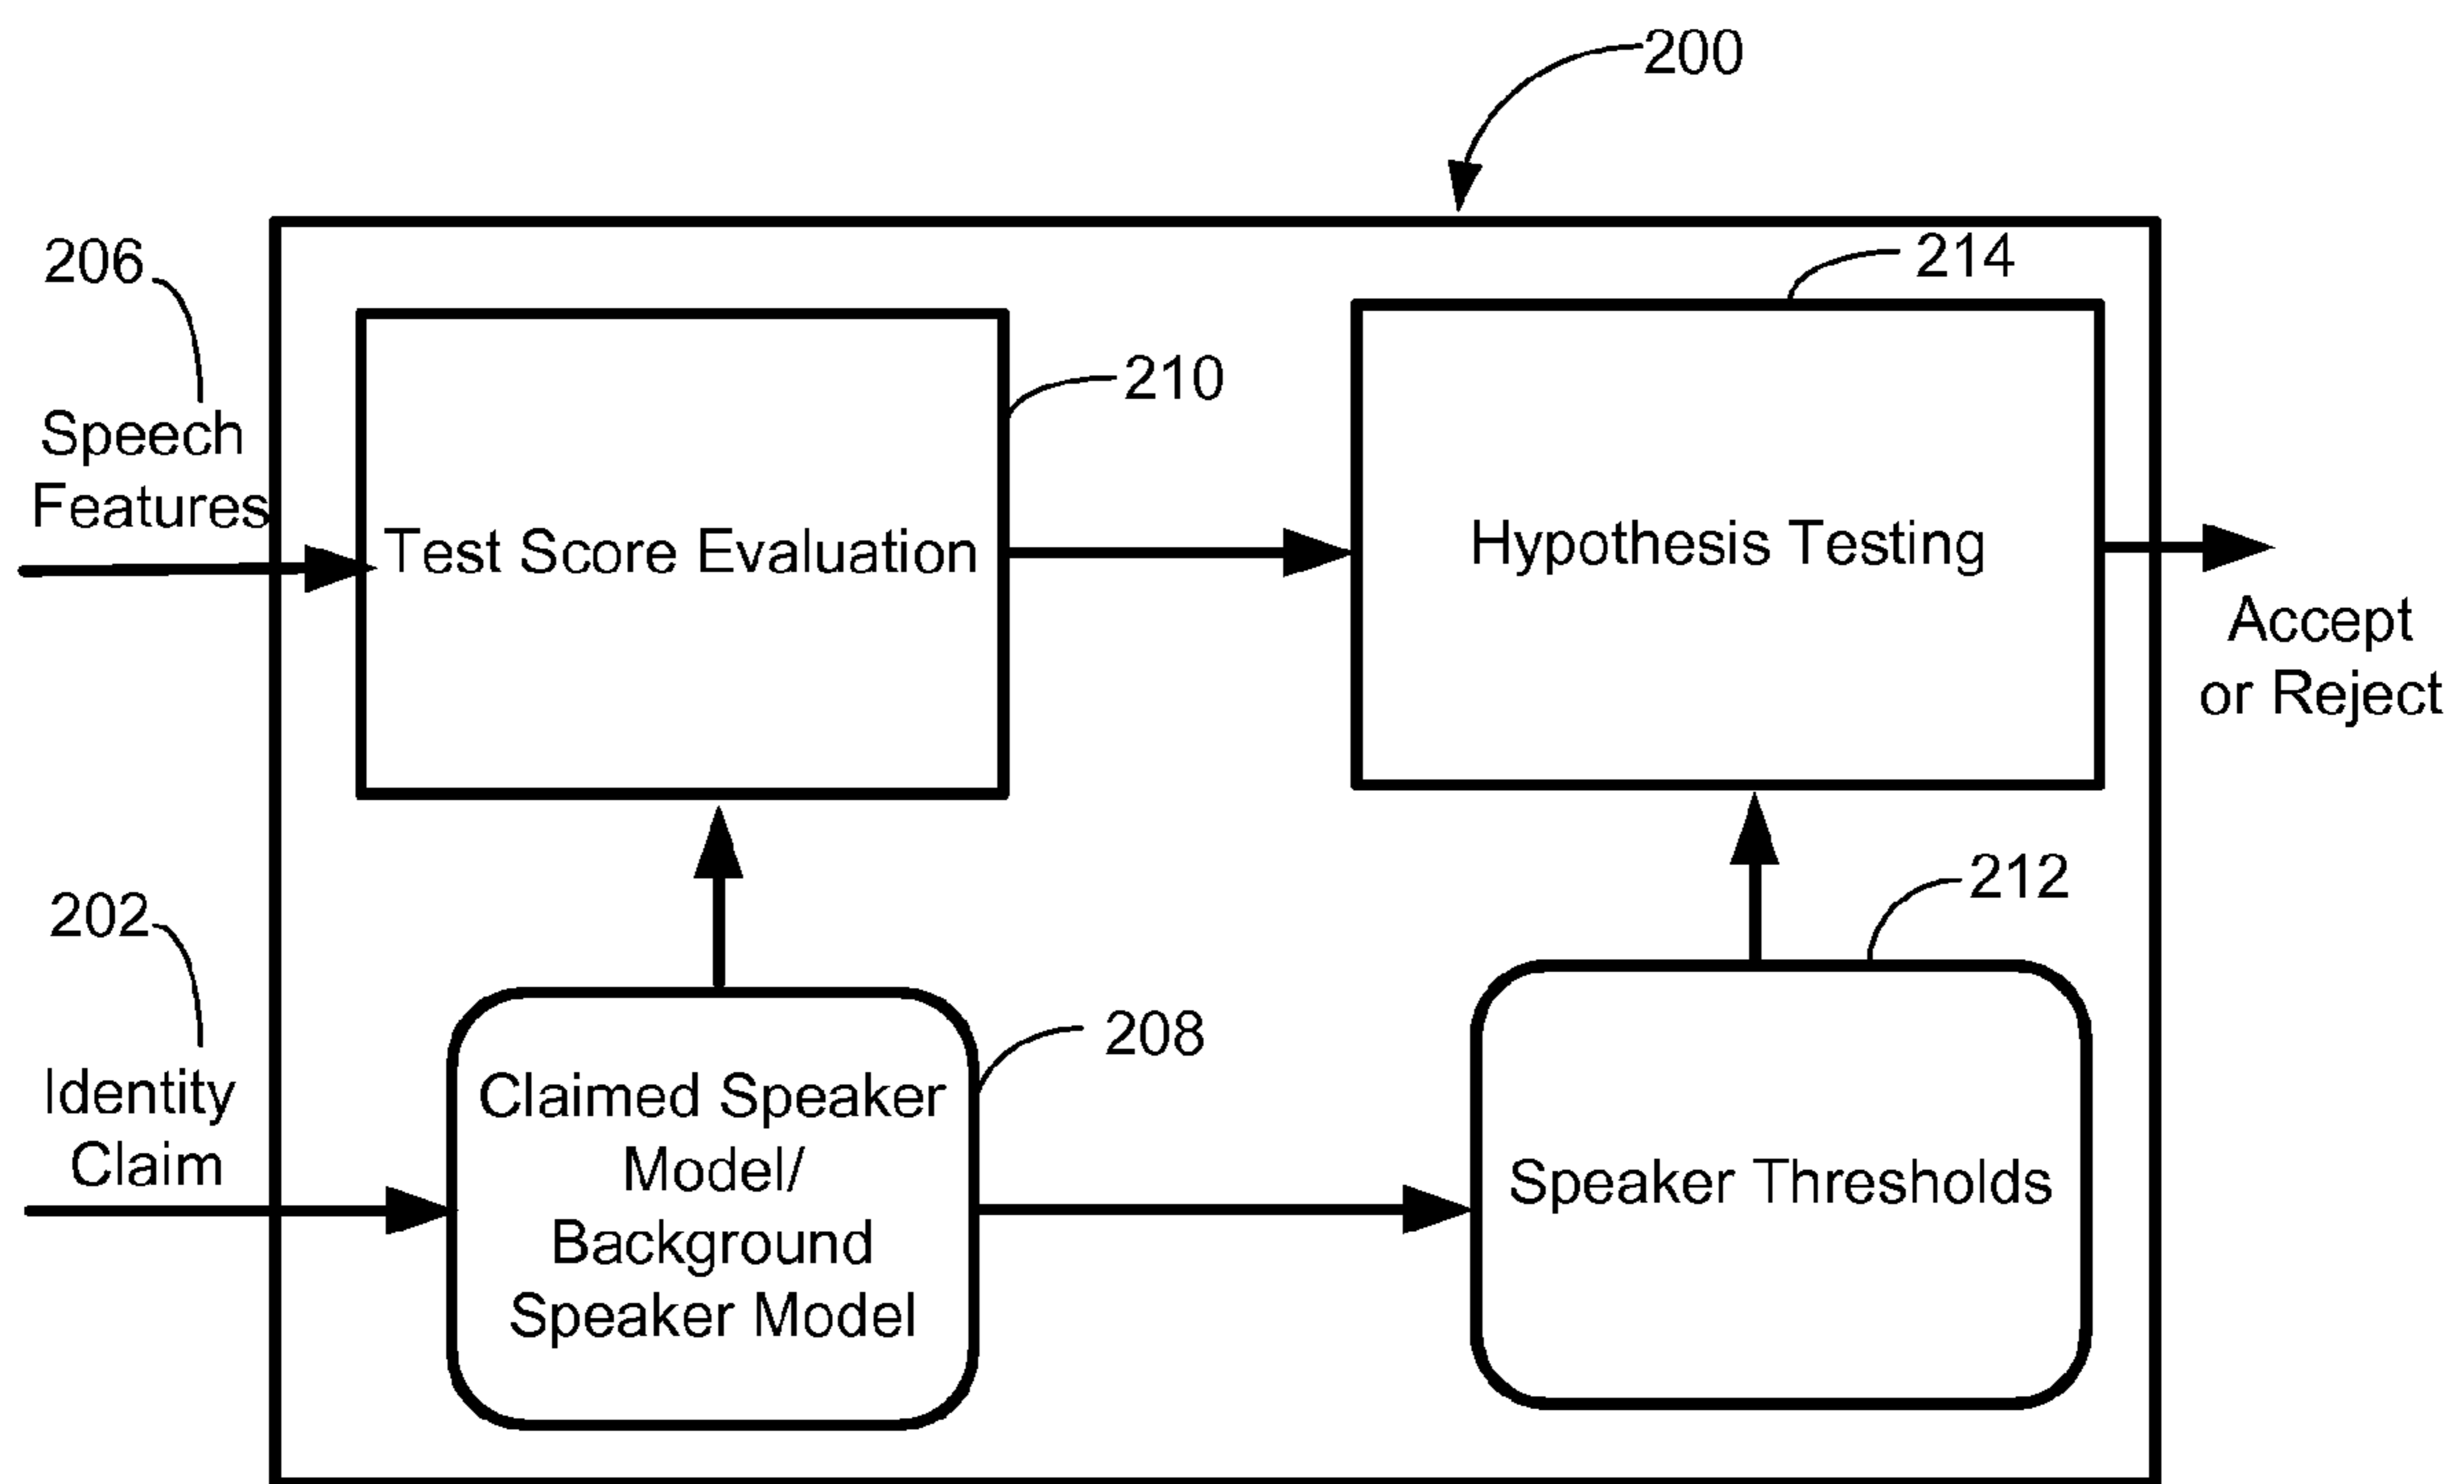 200
206
214
210
Speech
Features
Test Score Evaluation
Hypothesis Testing
Accept
or Reject
202
212
208
Identity
Claim
Claimed Speaker
Model/
Background
Speaker Model
Speaker Thresholds